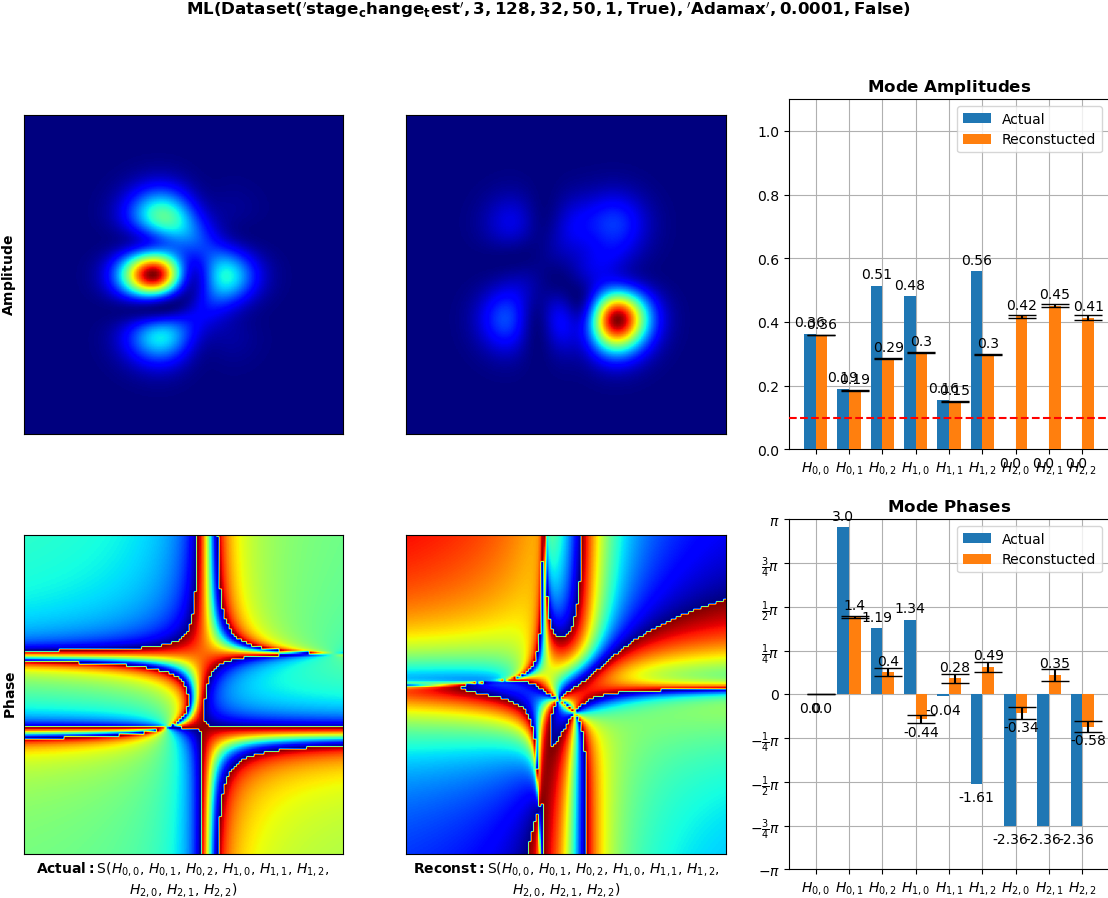 ML(Dataset('stage_change_test', 3, 128, 32, 50, 1, True), 'Adamax', 0.0001, False)
Amplitude
Mode Amplitudes
Actual
Reconstucted
1.0
0.8
0.6
0.4
0.2
0.0
0.36
0.36
0.19
0.19
0.51
0.29
0.48
0.3
0.16
0.15
0.56
0.3
0.0
0.42
0.0
0.45
0.0
0.41
H0,0 H0,1 H0,2 H1,0 H1,1 H1,2 H2,0 H2,1 H2,2
Phase
Mode Phases
Actual
Reconstucted
π
3/4π
1/2π
1/4π
0
−1/4π
−1/2π
−3/4π
−π
0.0
0.0
3.0
1.4
1.19
0.4
1.34
-0.44
-0.04
0.28
-1.61
0.49
-2.36
-0.34
-2.36
0.35
-2.36
-0.58
H0,0 H0,1 H0,2 H1,0 H1,1 H1,2 H2,0 H2,1 H2,2
Actual: S(H0,0, H0,1, H0,2, H1,0, H1,1, H1,2,
H2,0, H2,1, H2,2)
Reconst: S(H0,0, H0,1, H0,2, H1,0, H1,1, H1,2,
H2,0, H2,1, H2,2)